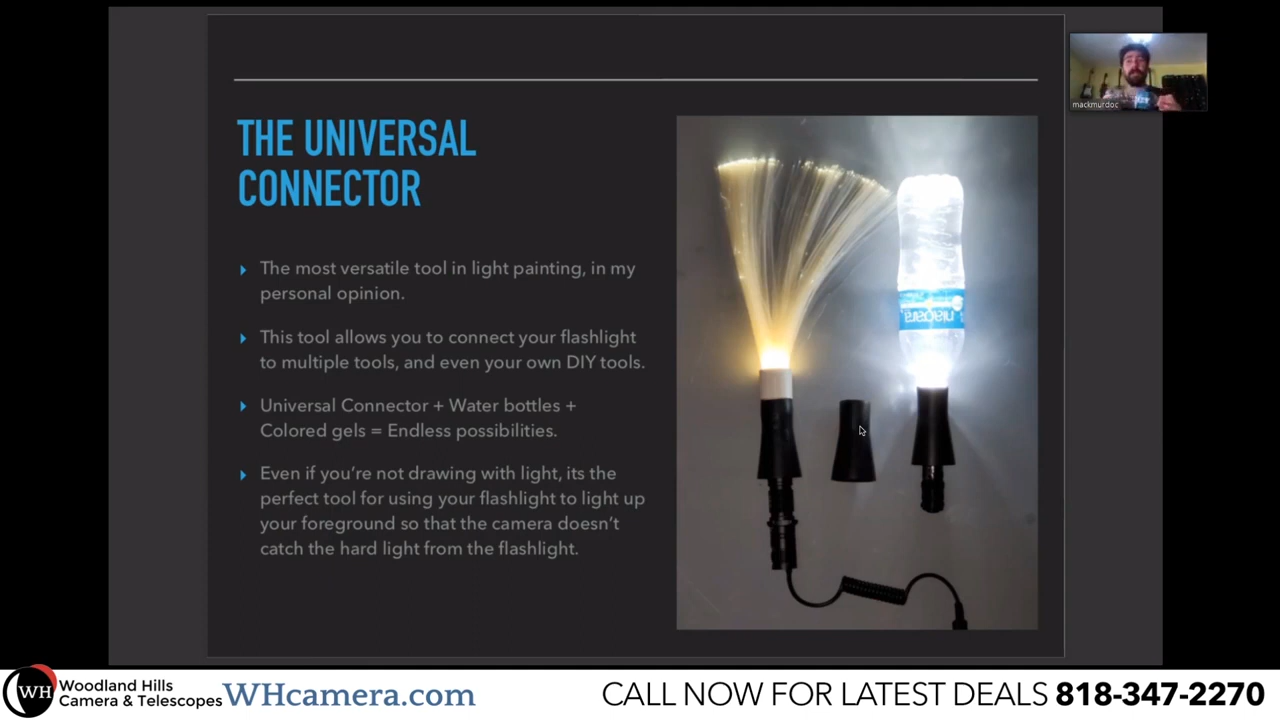 mackmurdoc
THE UNIVERSAL
CONNECTOR
The most versatile tool in light painting, in my
personal opinion.
This tool allows you to connect your flashlight
to multiple tools, and even your own DIY tools.
Universal Connector + Water bottles +
Colored gels = Endless possibilities.
Even if you’re not drawing with light, its the
perfect tool for using your flashlight to light up
your foreground so that the camera doesn’t
catch the hard light from the flashlight.
niagara
WH
Woodland Hills
Camera & Telescopes
WHcamera.com
CALL NOW FOR LATEST DEALS 818-347-2270